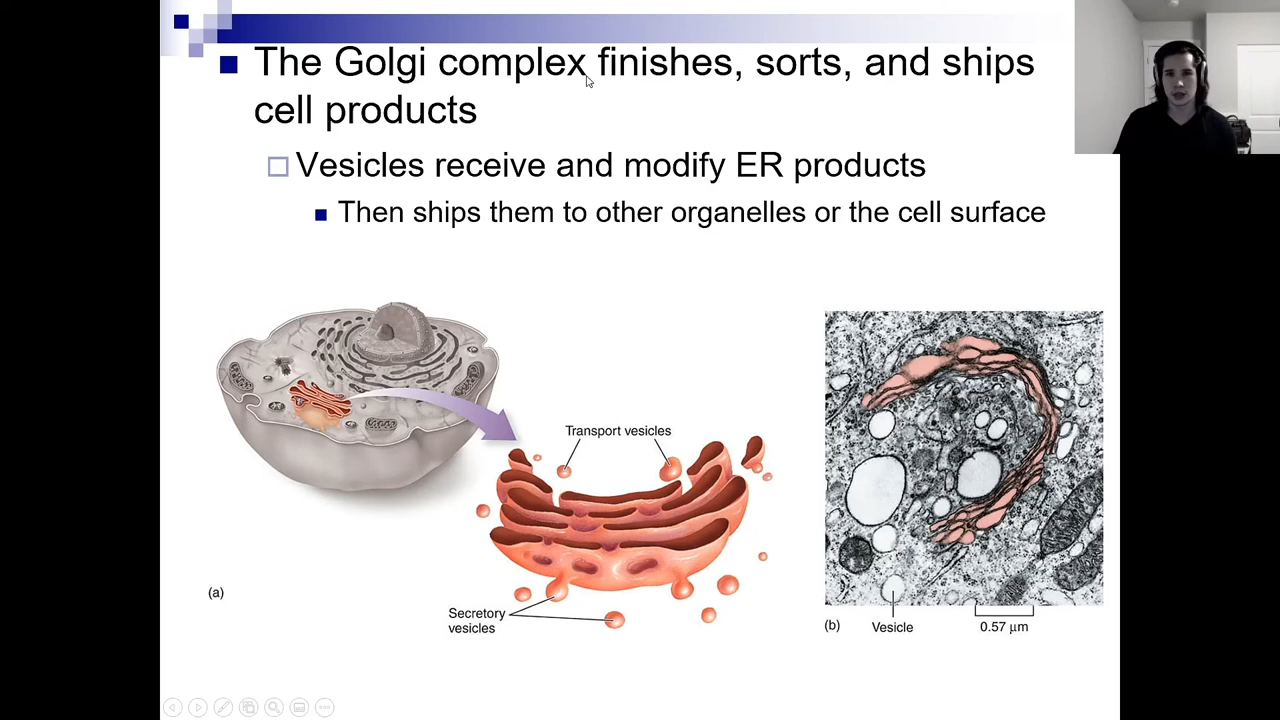 The Golgi complex finishes, sorts, and ships
cell products
Vesicles receive and modify ER products
Then ships them to other organelles or the cell surface
Transport vesicles
Secretory
vesicles
(a)
(b)
Vesicle
0.57 μm